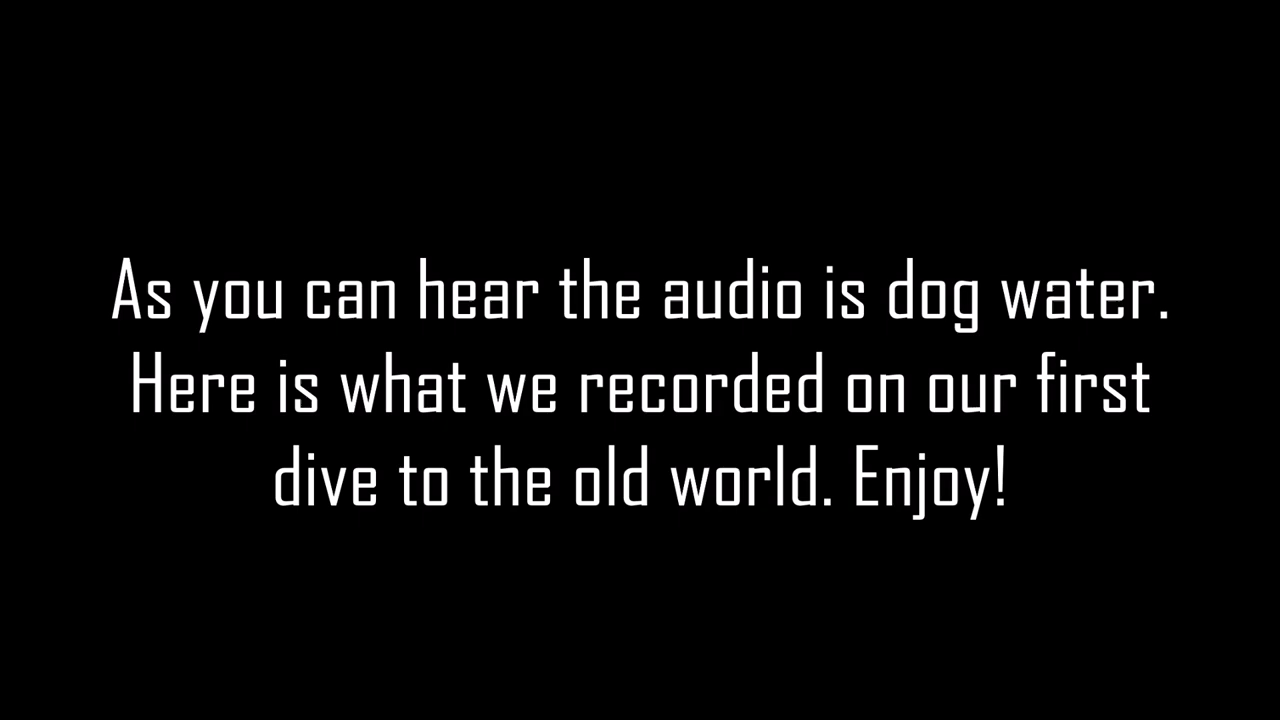 As you can hear the audio is dog water.
Here is what we recorded on our first
dive to the old world. Enjoy!